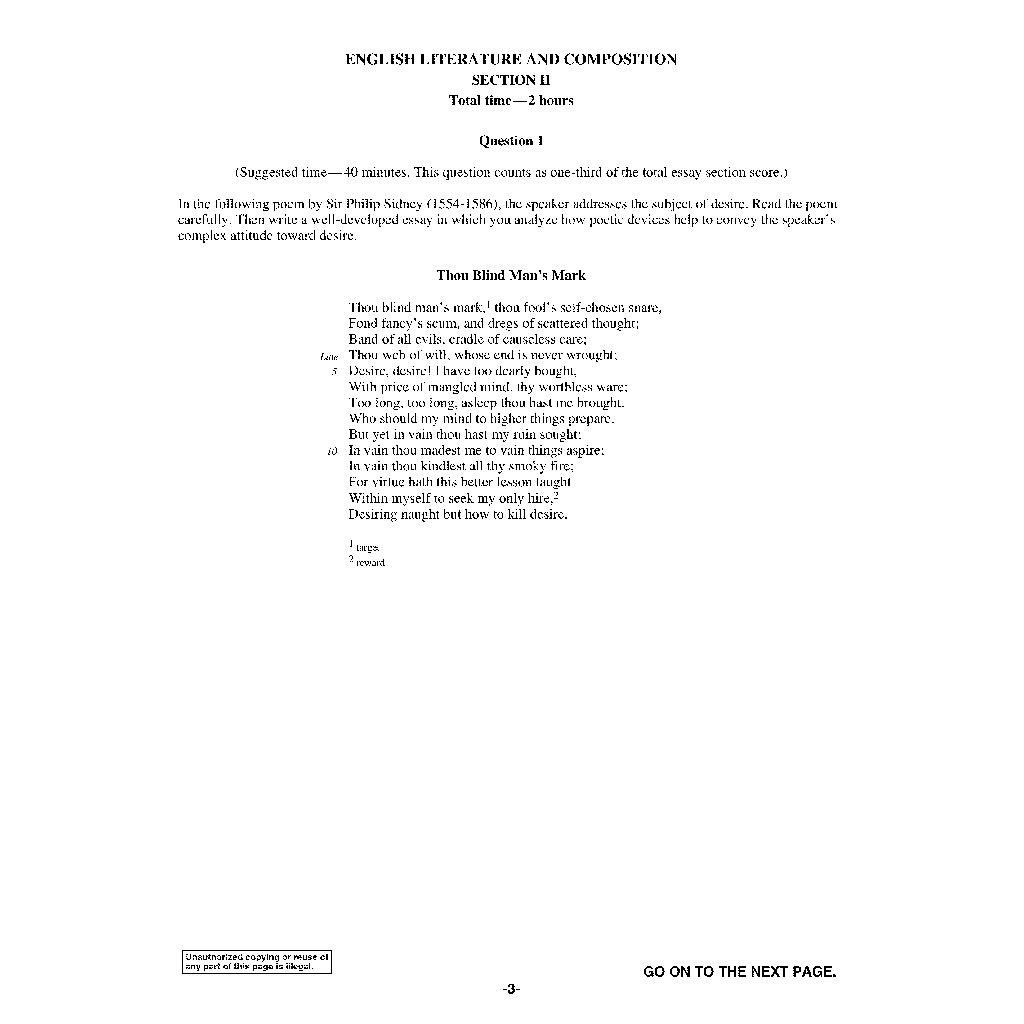 ENGLISH LITERATURE AND COMPOSITION
SECTION II
Total time—2 hours
Question 1
(Suggested time—40 minutes. This question counts as one-third of the total essay section score.)
In the following poem by Sir Philip Sidney (1554-1586), the speaker addresses the subject of desire. Read the poem
carefully. Then write a well-developed essay in which you analyze how poetic devices help to convey the speaker's
complex attitude toward desire.
Thou Blind Man's Mark
Thou blind man's mark,1 thou fool's self-chosen snare,
Fond fancy's scum, and dregs of scattered thought;
Band of all evils, cradle of causeless care;
Line Thou web of will, whose end is never wrought;
5 Desire, desire! I have too dearly bought,
With price of mangled mind, thy worthless ware;
Too long, too long, asleep thou hast me brought,
Who should my mind to higher things prepare.
But yet in vain thou hast my ruin sought;
10 In vain thou madest me to vain things aspire;
In vain thou kindlest all thy smoky fire;
For virtue hath this better lesson taught
Within myself to seek my only hire,2
Desiring naught but how to kill desire.
1 target
2 reward
Unauthorized copying or reuse of
any part of this page is illegal.
GO ON TO THE NEXT PAGE.
-3-